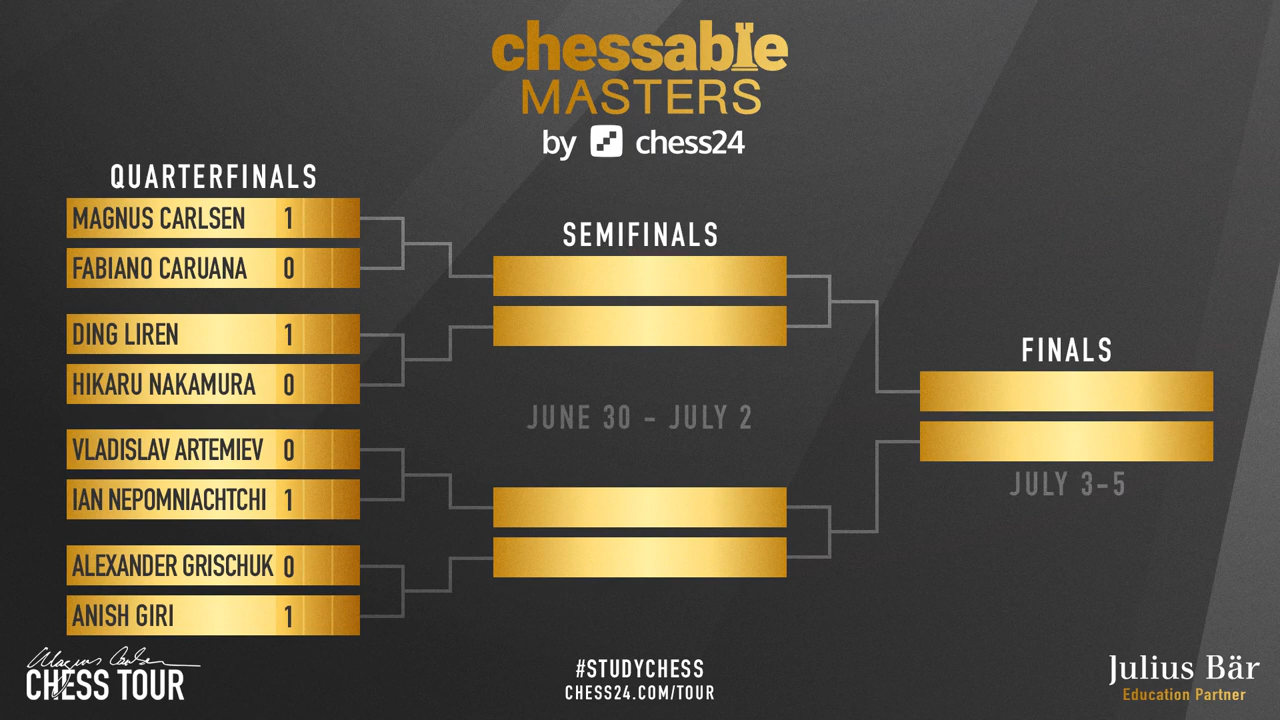 chessable
MASTERS
by chess24
QUARTERFINALS
MAGNUS CARLSEN 1
FABIANO CARUANA 0
DING LIREN 1
HIKARU NAKAMURA 0
VLADISLAV ARTEMIEV 0
IAN NEPOMNIACHTCHI 1
ALEXANDER GRISCHUK 0
ANISH GIRI 1
SEMIFINALS
JUNE 30 - JULY 2
FINALS
JULY 3-5
Magnus Carlsen
CHESS TOUR
#STUDYCHESS
CHESS24.COM/TOUR
Julius Bär
Education Partner